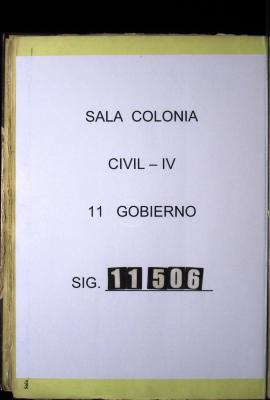 SALA COLONIA
CIVIL – IV
11 GOBIERNO
SIG. 11 506